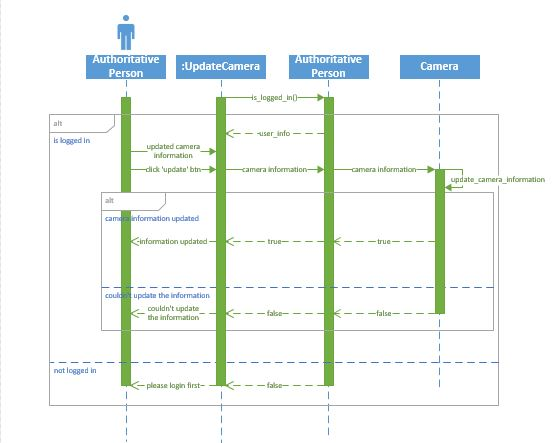 Authoritative
Person
:UpdateCamera
Authoritative
Person
Camera
is_logged_in()
alt
is logged in
user_info
updated camera
information
click 'update' btn
camera information
camera information
update_camera_information
alt
camera information updated
information updated
true
true
couldn't update the information
couldn't update
the information
false
false
not logged in
please login first
false